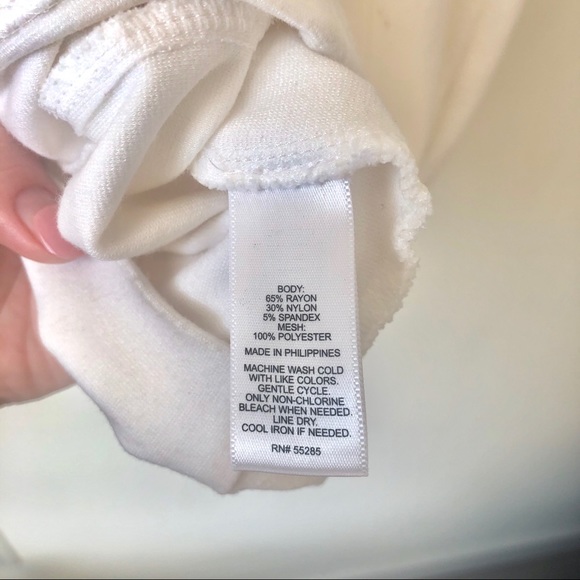 BODY:
65% RAYON
30% NYLON
5% SPANDEX
MESH:
100% POLYESTER
MADE IN PHILIPPINES
MACHINE WASH COLD
WITH LIKE COLORS.
GENTLE CYCLE.
ONLY NON-CHLORINE
BLEACH WHEN NEEDED.
LINE DRY.
COOL IRON IF NEEDED.
RN# 55285